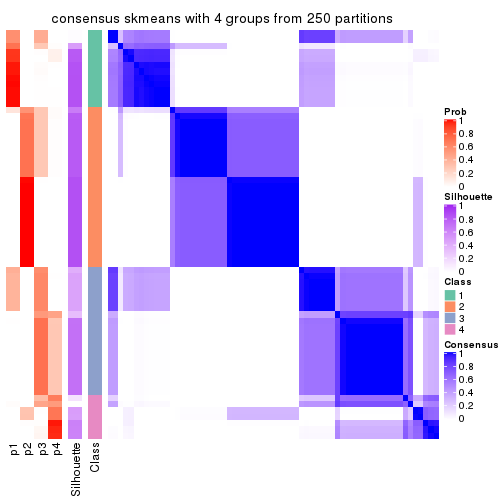 consensus skmeans with 4 groups from 250 partitions
Prob
1
0.8
0.6
0.4
0.2
0
Silhouette
1
0.8
0.6
0.4
0.2
0
Class
1
2
3
4
Consensus
1
0.8
0.6
0.4
0.2
0
p1
p2
p3
p4
Silhouette
Class